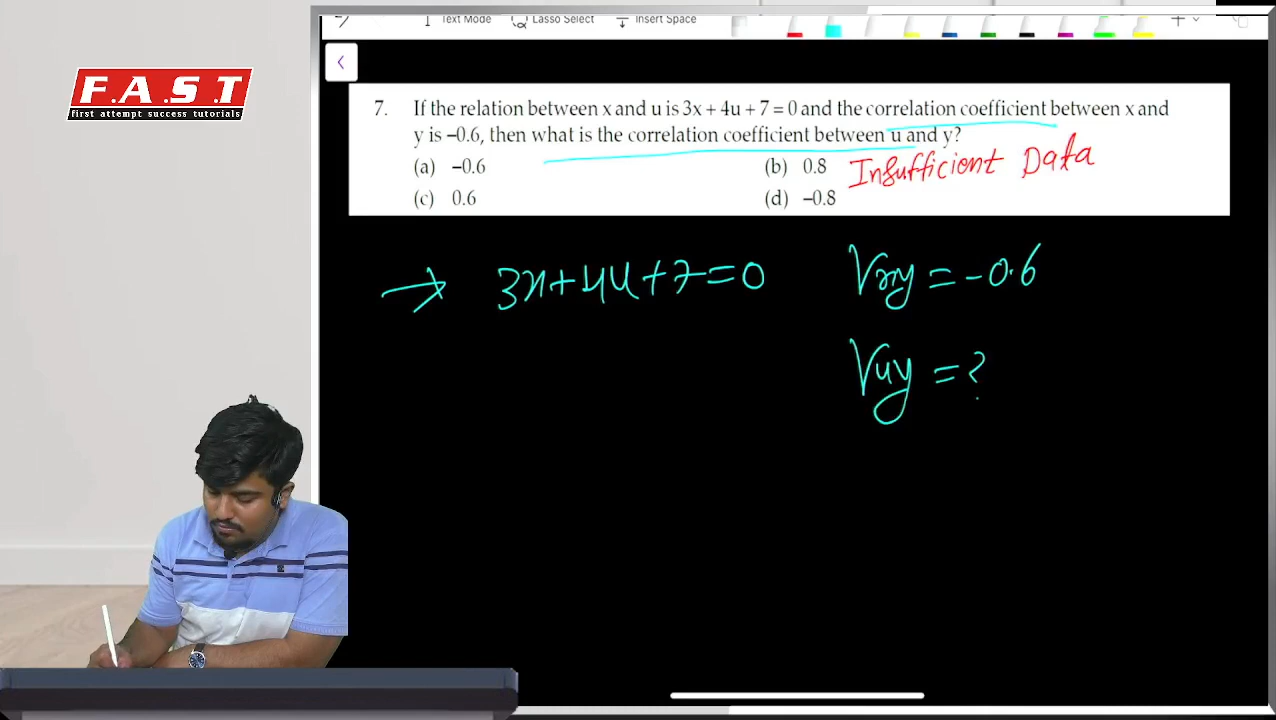 Text Mode
Lasso Select
Insert Space
F.A.S.T
first attempt success tutorials
7. If the relation between x and u is 3x + 4u + 7 = 0 and the correlation coefficient between x and
y is –0.6, then what is the correlation coefficient between u and y?
(a) –0.6 (b) 0.8
Insufficient Data
(c) 0.6 (d) –0.8
→ 3x+4u+7=0 rxy = -0.6
ruy = ?